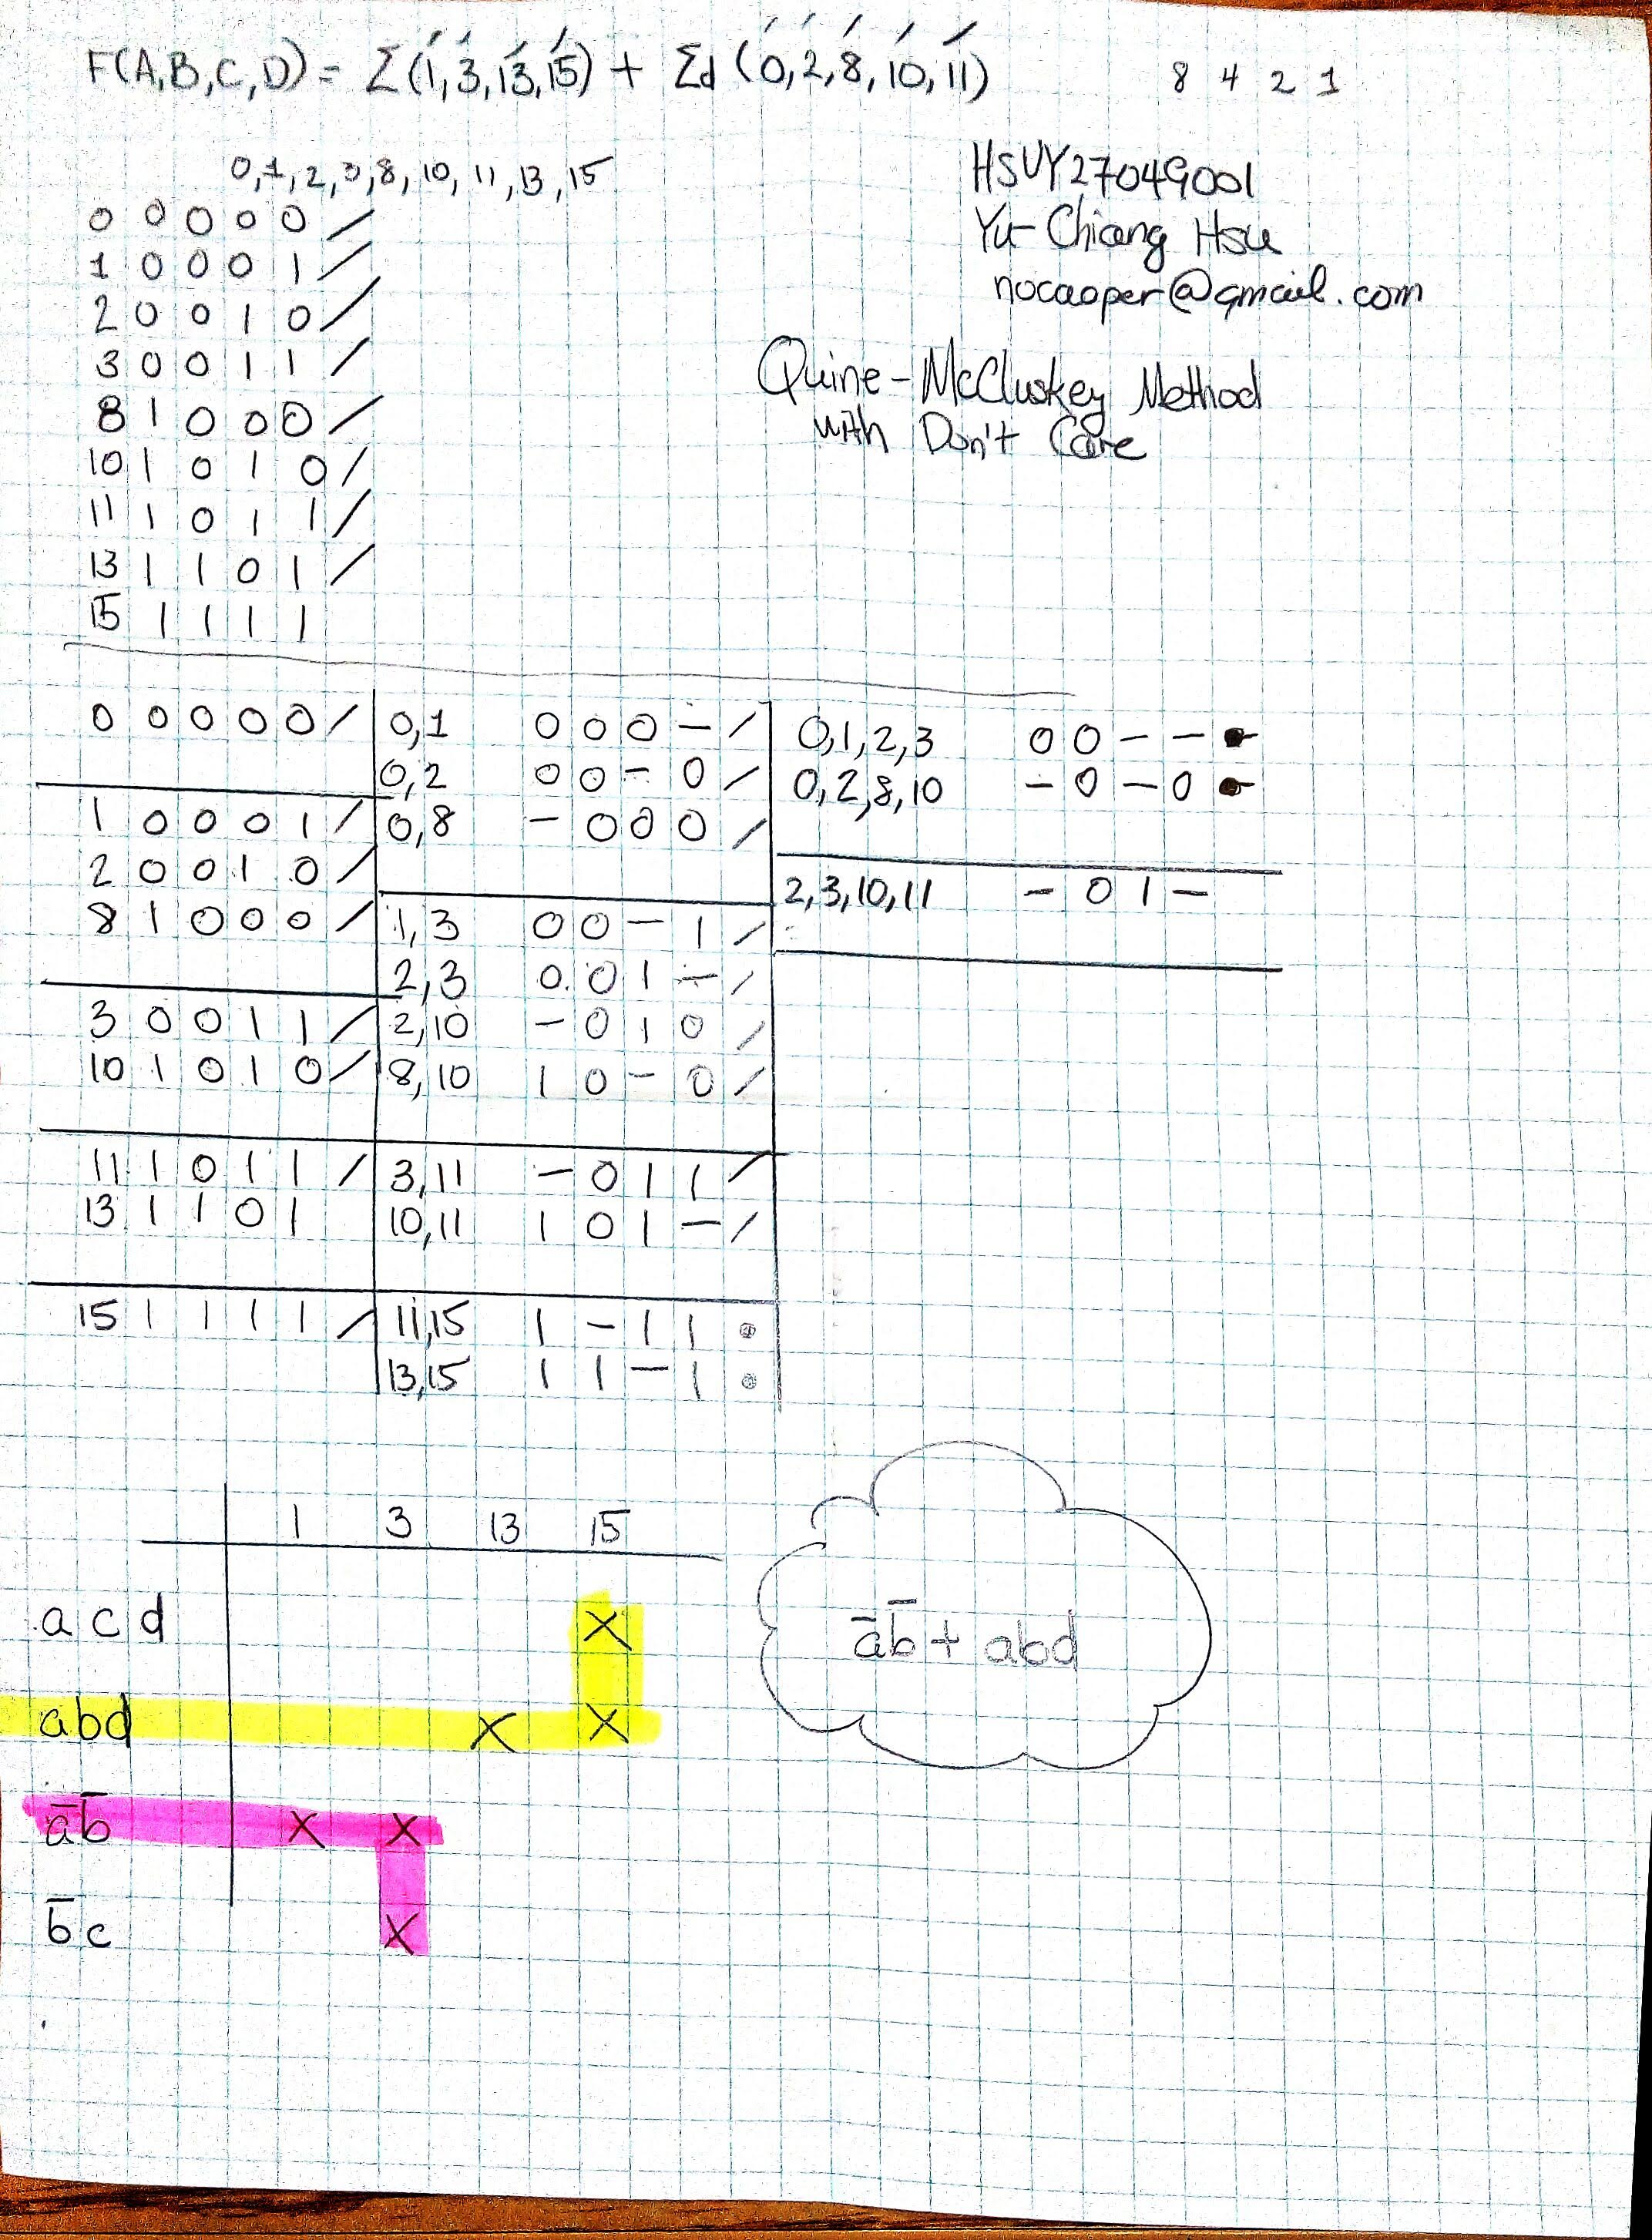 F(A,B,C,D) = Σ(1,3,13,15) + Σd (0,2,8,10,11)
8 4 2 1
0,1,2,3,8,10,11,13,15
HSUY27049001
Yu-Chiang Hsu
nocaoper@gmail.com
Quine-McCluskey Method
with Don't Care
0 0 0 0 0 /
1 0 0 0 1 /
2 0 0 1 0 /
3 0 0 1 1 /
8 1 0 0 0 /
10 1 0 1 0 /
11 1 0 1 1 /
13 1 1 0 1 /
15 1 1 1 1
0 0 0 0 0 /
1 0 0 0 1 /
2 0 0 1 0 /
8 1 0 0 0 /
3 0 0 1 1 /
10 1 0 1 0 /
11 1 0 1 1 /
13 1 1 0 1
15 1 1 1 1 /
0,1 0 0 0 - /
0,2 0 0 - 0 /
0,8 - 0 0 0 /
1,3 0 0 - 1 /
2,3 0 0 1 - /
2,10 - 0 1 0 /
8,10 1 0 - 0 /
3,11 - 0 1 1 /
10,11 1 0 1 - /
11,15 1 - 1 1 •
13,15 1 1 - 1 •
0,1,2,3 0 0 - - •
0,2,8,10 - 0 - 0 •
2,3,10,11 - 0 1 -
1 3 13 15
a c d X
abd X X
a̅b̅ X X
b̅c X
a̅b̅ + abd